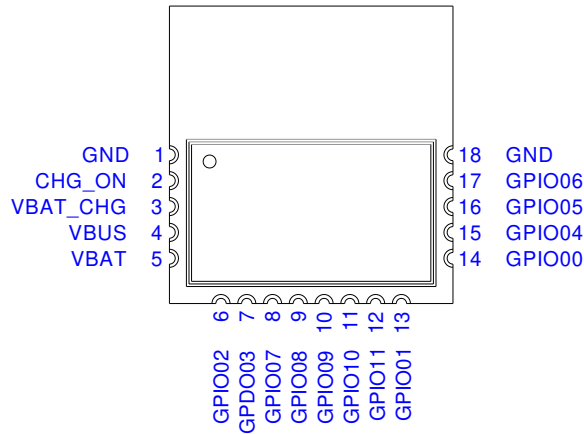 GND 1
CHG_ON 2
VBAT_CHG 3
VBUS 4
VBAT 5
18 GND
17 GPIO06
16 GPIO05
15 GPIO04
14 GPIO00
6 GPIO02
7 GPDO03
8 GPIO07
9 GPIO08
10 GPIO09
11 GPIO10
12 GPIO11
13 GPIO01